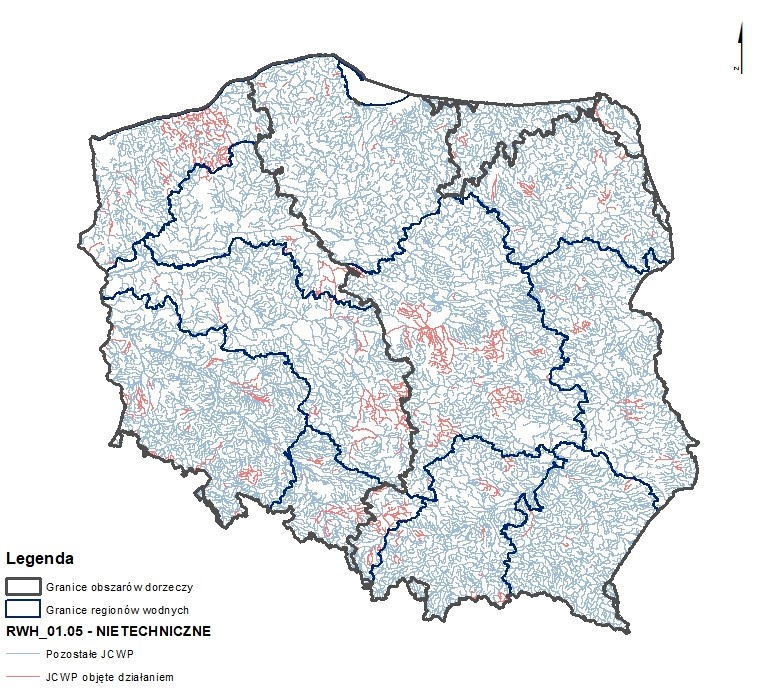 z
Legenda
Granice obszarów dorzeczy
Granice regionów wodnych
RWH_01.05 - NIETECHNICZNE
Pozostałe JCWP
JCWP objęte działaniem